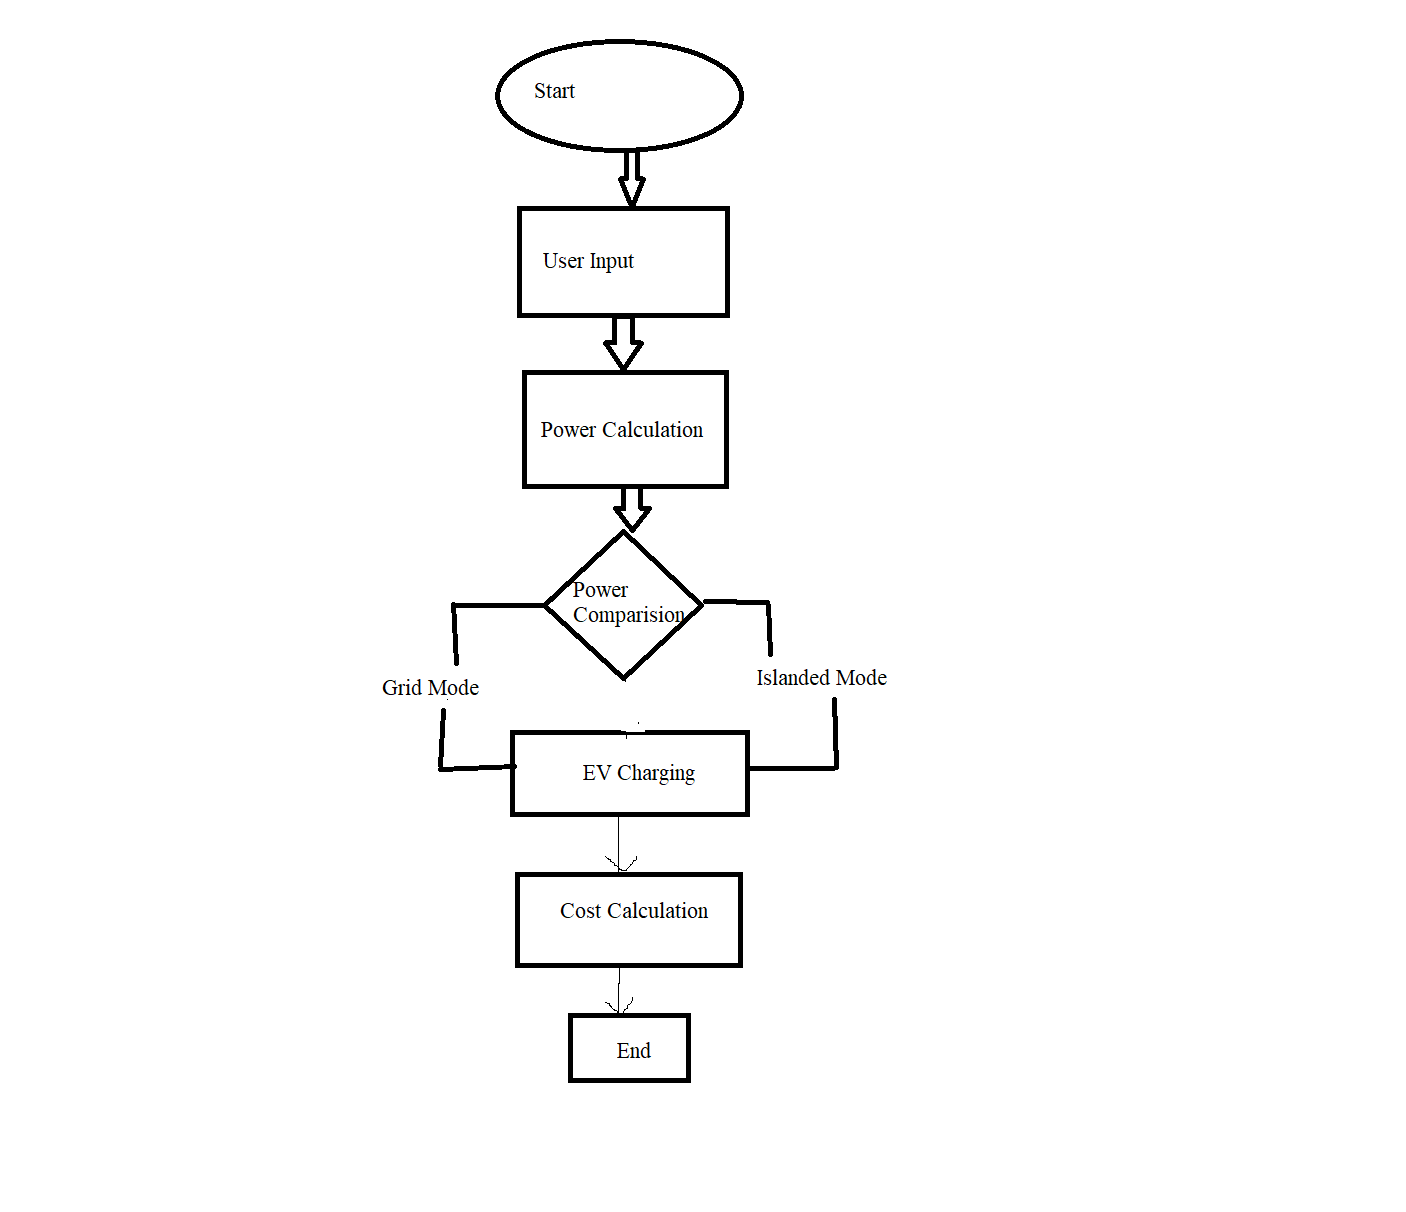 Start
User Input
Power Calculation
Power
Comparision
Grid Mode
Islanded Mode
EV Charging
Cost Calculation
End